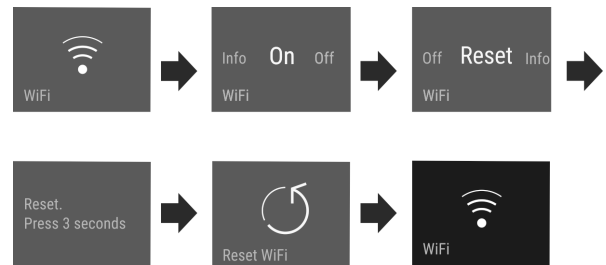 WiFi
Info On Off
WiFi
Off Reset Info
WiFi
Reset.
Press 3 seconds
Reset WiFi
WiFi